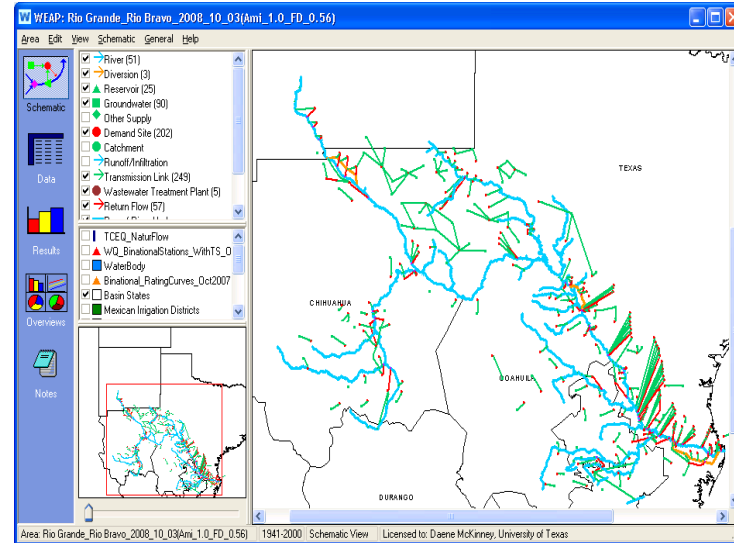 WEAP: Rio Grande_Rio Bravo_2008_10_03(Ami_1.0_FD_0.56)
Area Edit View Schematic General Help
Schematic
Data
Results
Overviews
Notes
River (51)
Diversion (3)
Reservoir (25)
Groundwater (90)
Other Supply
Demand Site (202)
Catchment
Runoff/Infiltration
Transmission Link (249)
Wastewater Treatment Plant (5)
Return Flow (57)
TCEQ_NaturFlow
WQ_BinationalStations_WithTS_O
WaterBody
Binational_RatingCurves_Oct2007
Basin States
Mexican Irrigation Districts
TEXAS
CHIHUAHUA
COAHUILA
DURANGO
Area: Rio Grande_Rio Bravo_2008_10_03(Ami_1.0_FD_0.56) 1941-2000 Schematic View Licensed to: Daene McKinney, University of Texas